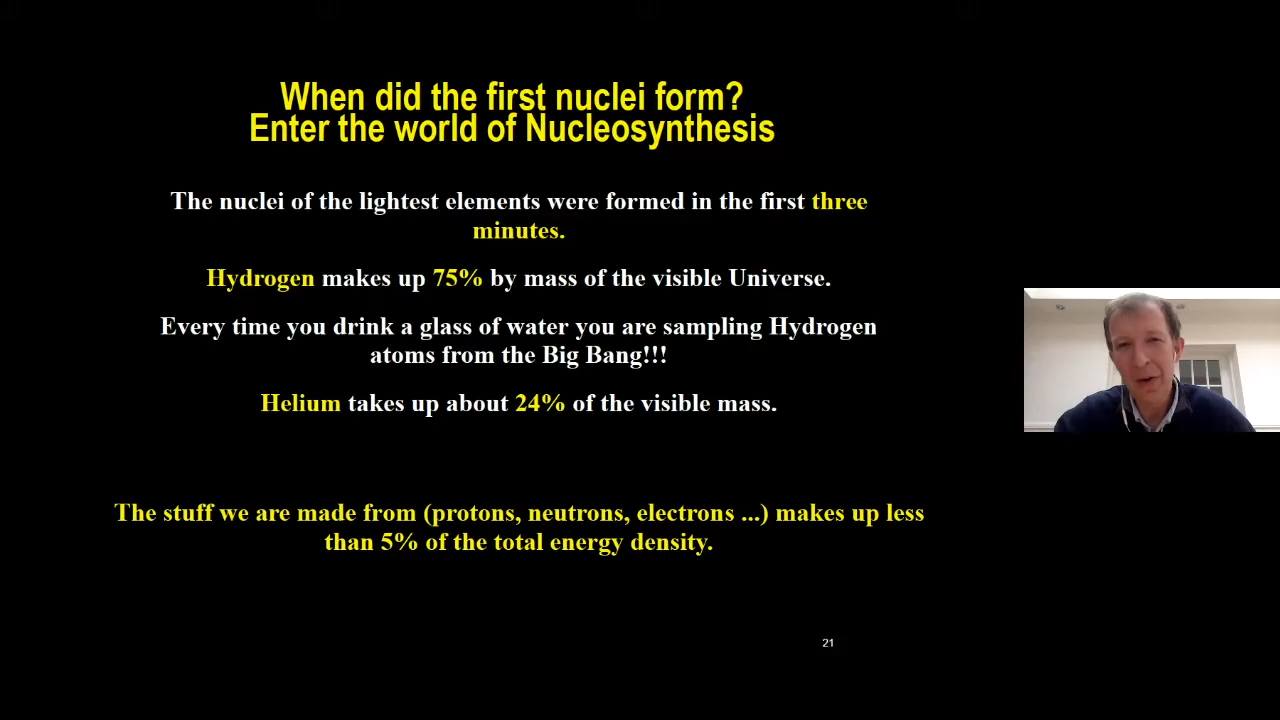 When did the first nuclei form?
Enter the world of Nucleosynthesis
The nuclei of the lightest elements were formed in the first three
minutes.
Hydrogen makes up 75% by mass of the visible Universe.
Every time you drink a glass of water you are sampling Hydrogen
atoms from the Big Bang!!!
Helium takes up about 24% of the visible mass.
The stuff we are made from (protons, neutrons, electrons ...) makes up less
than 5% of the total energy density.
21